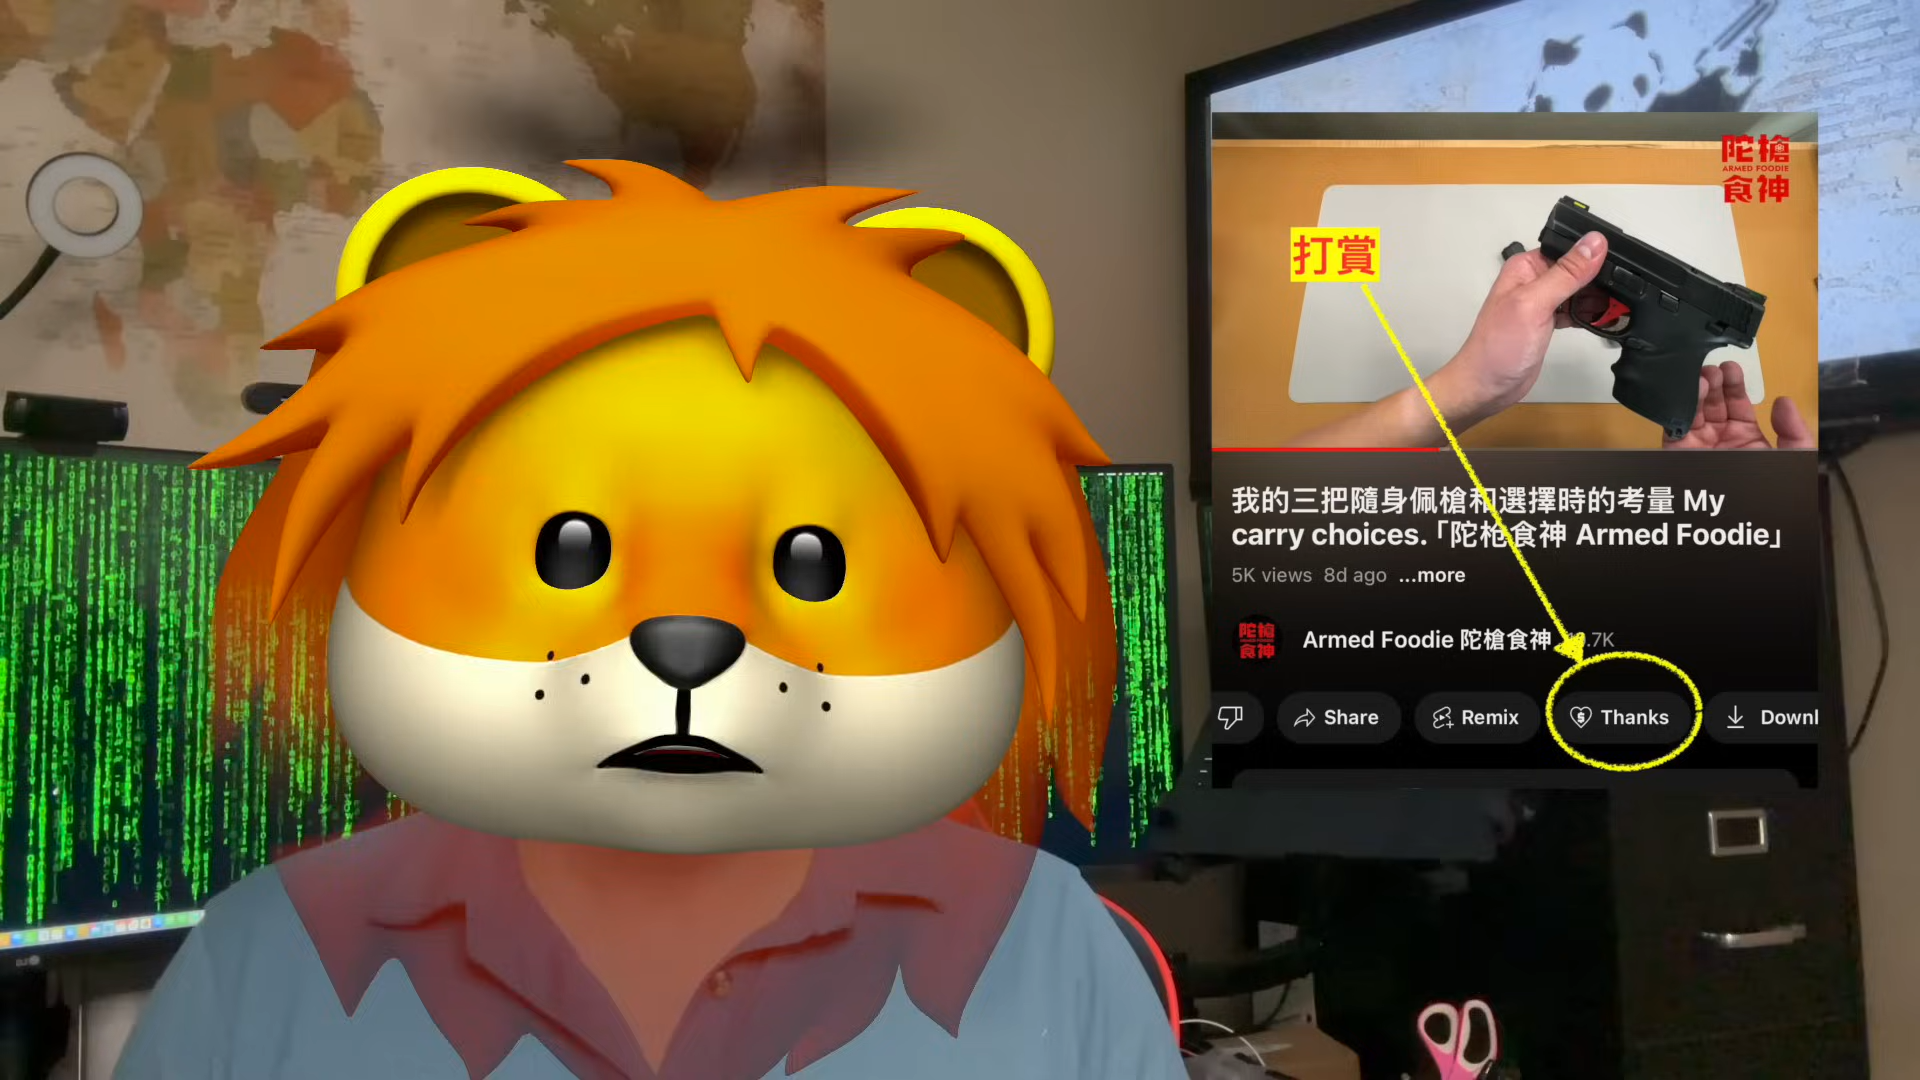 陀槍
ARMED FOODIE
食神
打賞
我的三把隨身佩槍和選擇時的考量 My
carry choices.「陀枪食神 Armed Foodie」
5K views 8d ago ...more
陀槍
食神
Armed Foodie 陀槍食神
.7K
Share
Remix
Thanks
Downl